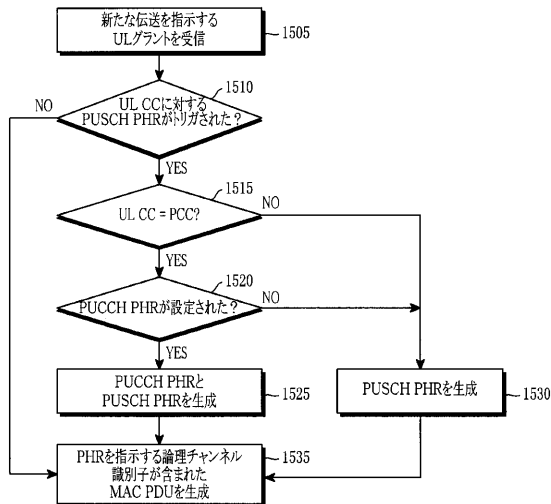 新たな伝送を指示する
ULグラントを受信
1505
1510
NO
UL CCに対する
PUSCH PHRがトリガされた?
YES
1515
NO
UL CC = PCC?
YES
1520
NO
PUCCH PHRが設定された?
YES
PUCCH PHRと
PUSCH PHRを生成
1525
PUSCH PHRを生成
1530
PHRを指示する論理チャンネル
識別子が含まれた
MAC PDUを生成
1535